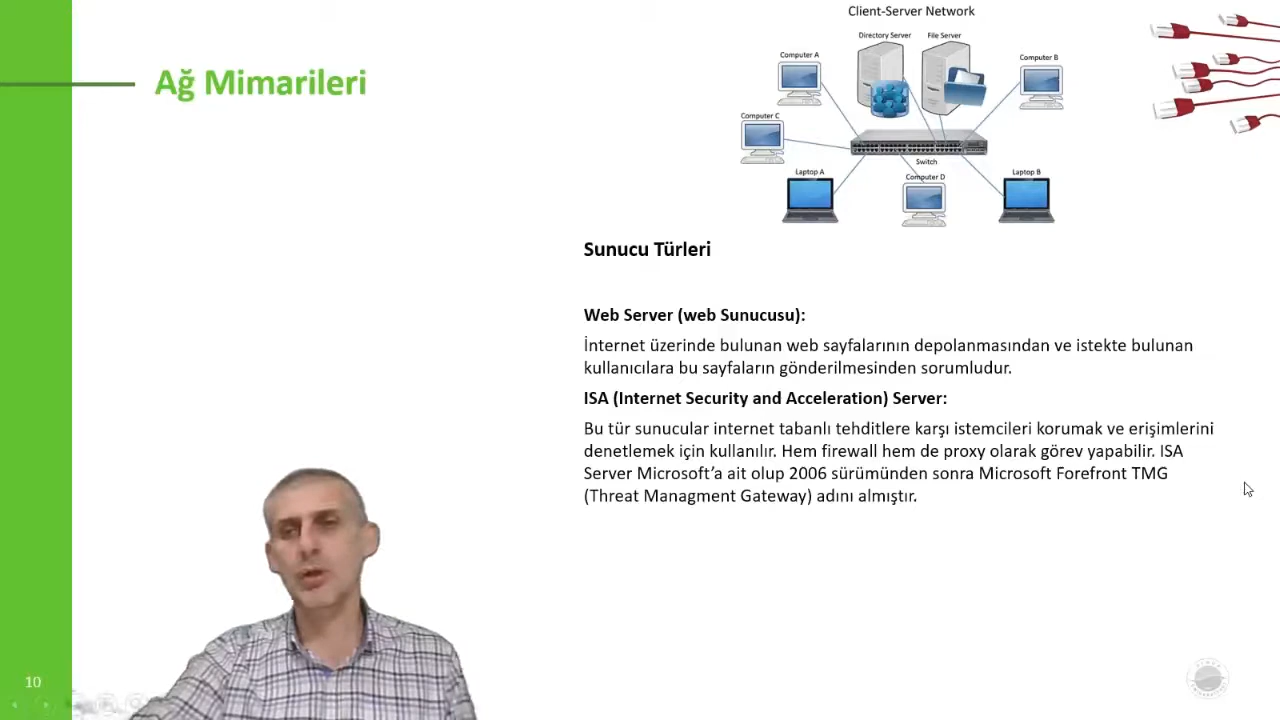 Ağ Mimarileri
Client-Server Network
Directory Server
File Server
Computer A
Computer B
Computer C
Switch
Laptop A
Computer D
Laptop B
Sunucu Türleri
Web Server (web Sunucusu):
İnternet üzerinde bulunan web sayfalarının depolanmasından ve istekte bulunan
kullanıcılara bu sayfaların gönderilmesinden sorumludur.
ISA (Internet Security and Acceleration) Server:
Bu tür sunucular internet tabanlı tehditlere karşı istemcileri korumak ve erişimlerini
denetlemek için kullanılır. Hem firewall hem de proxy olarak görev yapabilir. ISA
Server Microsoft’a ait olup 2006 sürümünden sonra Microsoft Forefront TMG
(Threat Managment Gateway) adını almıştır.
10